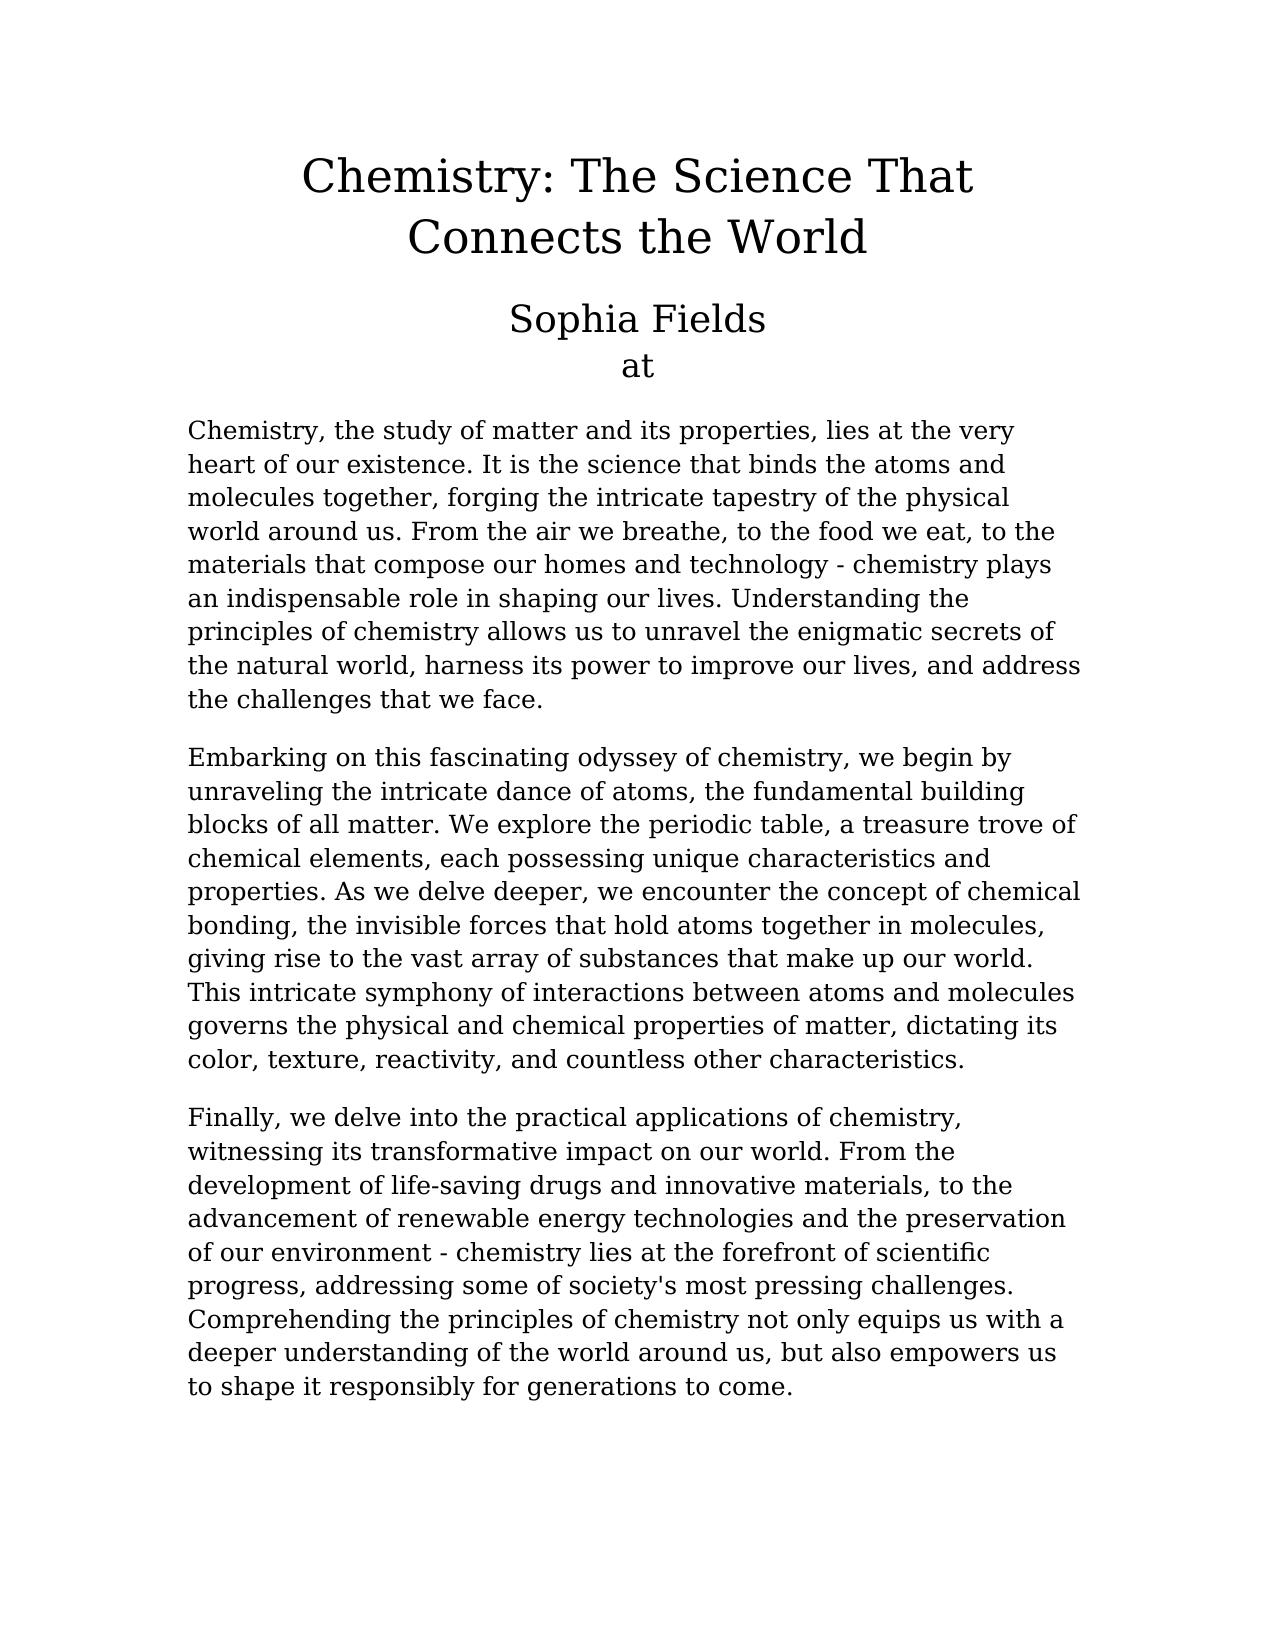 Chemistry: The Science That
Connects the World
Sophia Fields
at
Chemistry, the study of matter and its properties, lies at the very
heart of our existence. It is the science that binds the atoms and
molecules together, forging the intricate tapestry of the physical
world around us. From the air we breathe, to the food we eat, to the
materials that compose our homes and technology - chemistry plays
an indispensable role in shaping our lives. Understanding the
principles of chemistry allows us to unravel the enigmatic secrets of
the natural world, harness its power to improve our lives, and address
the challenges that we face.
Embarking on this fascinating odyssey of chemistry, we begin by
unraveling the intricate dance of atoms, the fundamental building
blocks of all matter. We explore the periodic table, a treasure trove of
chemical elements, each possessing unique characteristics and
properties. As we delve deeper, we encounter the concept of chemical
bonding, the invisible forces that hold atoms together in molecules,
giving rise to the vast array of substances that make up our world.
This intricate symphony of interactions between atoms and molecules
governs the physical and chemical properties of matter, dictating its
color, texture, reactivity, and countless other characteristics.
Finally, we delve into the practical applications of chemistry,
witnessing its transformative impact on our world. From the
development of life-saving drugs and innovative materials, to the
advancement of renewable energy technologies and the preservation
of our environment - chemistry lies at the forefront of scientific
progress, addressing some of society's most pressing challenges.
Comprehending the principles of chemistry not only equips us with a
deeper understanding of the world around us, but also empowers us
to shape it responsibly for generations to come.